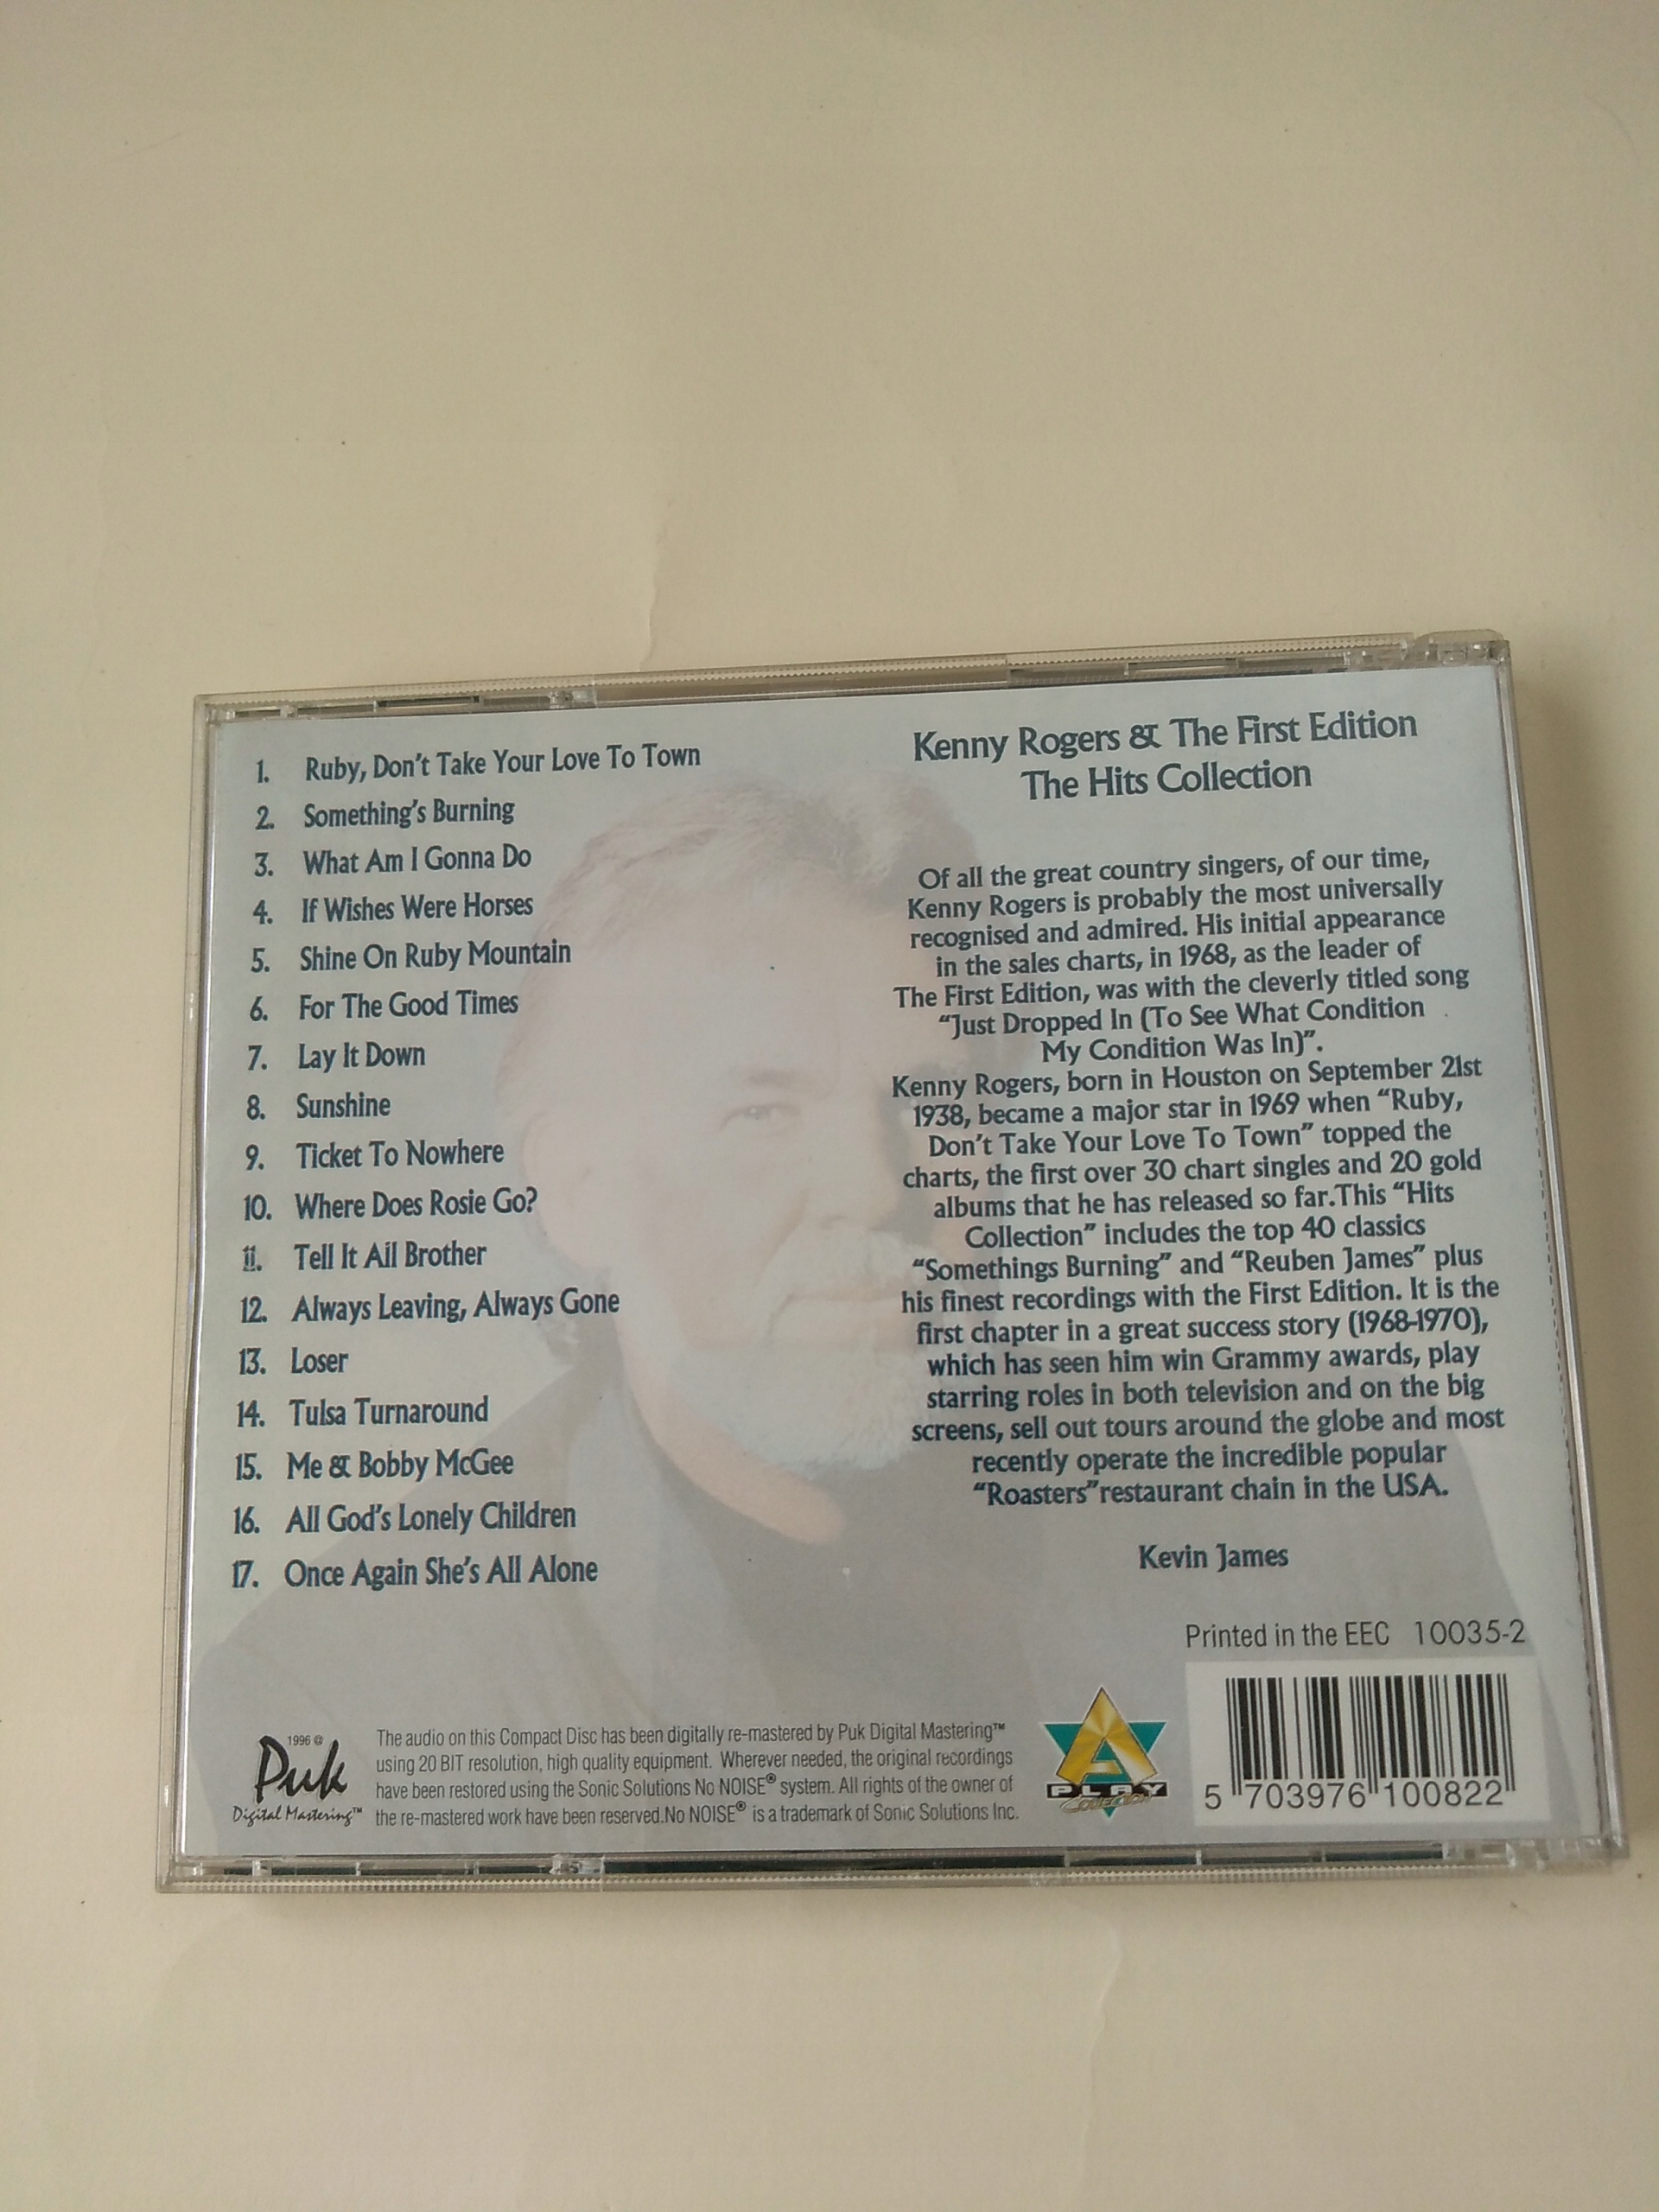 1. Ruby, Don't Take Your Love To Town
2. Something's Burning
3. What Am I Gonna Do
4. If Wishes Were Horses
5. Shine On Ruby Mountain
6. For The Good Times
7. Lay It Down
8. Sunshine
9. Ticket To Nowhere
10. Where Does Rosie Go?
11. Tell It All Brother
12. Always Leaving, Always Gone
13. Loser
14. Tulsa Turnaround
15. Me & Bobby McGee
16. All God's Lonely Children
17. Once Again She's All Alone
Kenny Rogers & The First Edition
The Hits Collection
Of all the great country singers, of our time,
Kenny Rogers is probably the most universally
recognised and admired. His initial appearance
in the sales charts, in 1968, as the leader of
The First Edition, was with the cleverly titled song
“Just Dropped In (To See What Condition
My Condition Was In)”.
Kenny Rogers, born in Houston on September 21st
1938, became a major star in 1969 when “Ruby,
Don't Take Your Love To Town” topped the
charts, the first over 30 chart singles and 20 gold
albums that he has released so far.This “Hits
Collection” includes the top 40 classics
“Somethings Burning” and “Reuben James” plus
his finest recordings with the First Edition. It is the
first chapter in a great success story (1968-1970),
which has seen him win Grammy awards, play
starring roles in both television and on the big
screens, sell out tours around the globe and most
recently operate the incredible popular
“Roasters”restaurant chain in the USA.
Kevin James
Printed in the EEC 10035-2
1996 @
Puk
Digital Mastering™
The audio on this Compact Disc has been digitally re-mastered by Puk Digital Mastering™
using 20 BIT resolution, high quality equipment. Wherever needed, the original recordings
have been restored using the Sonic Solutions No NOISE® system. All rights of the owner of
the re-mastered work have been reserved.No NOISE® is a trademark of Sonic Solutions Inc.
A
PLAY
Collection
5 703976 100822